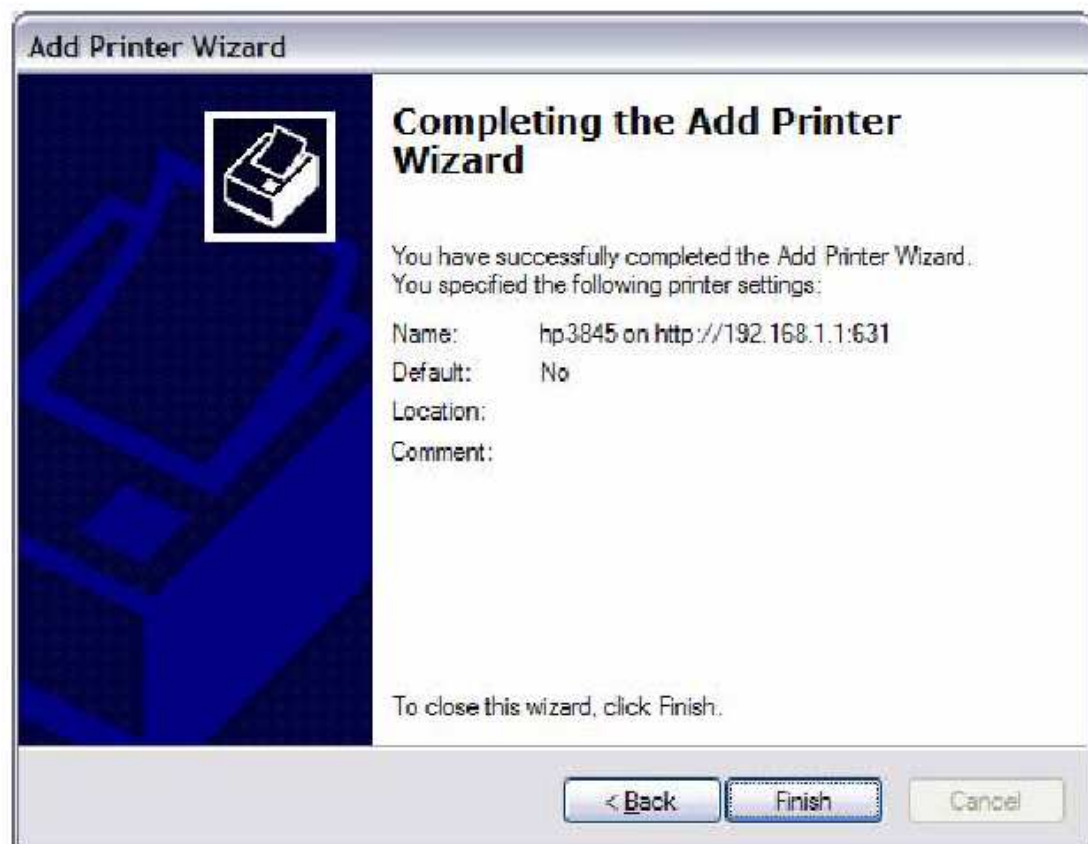 Add Printer Wizard
Completing the Add Printer
Wizard
You have successfully completed the Add Printer Wizard.
You specified the following printer settings:
Name: hp3845 on http://192.168.1.1:631
Default: No
Location:
Comment:
To close this wizard, click Finish.
< Back Finish Cancel